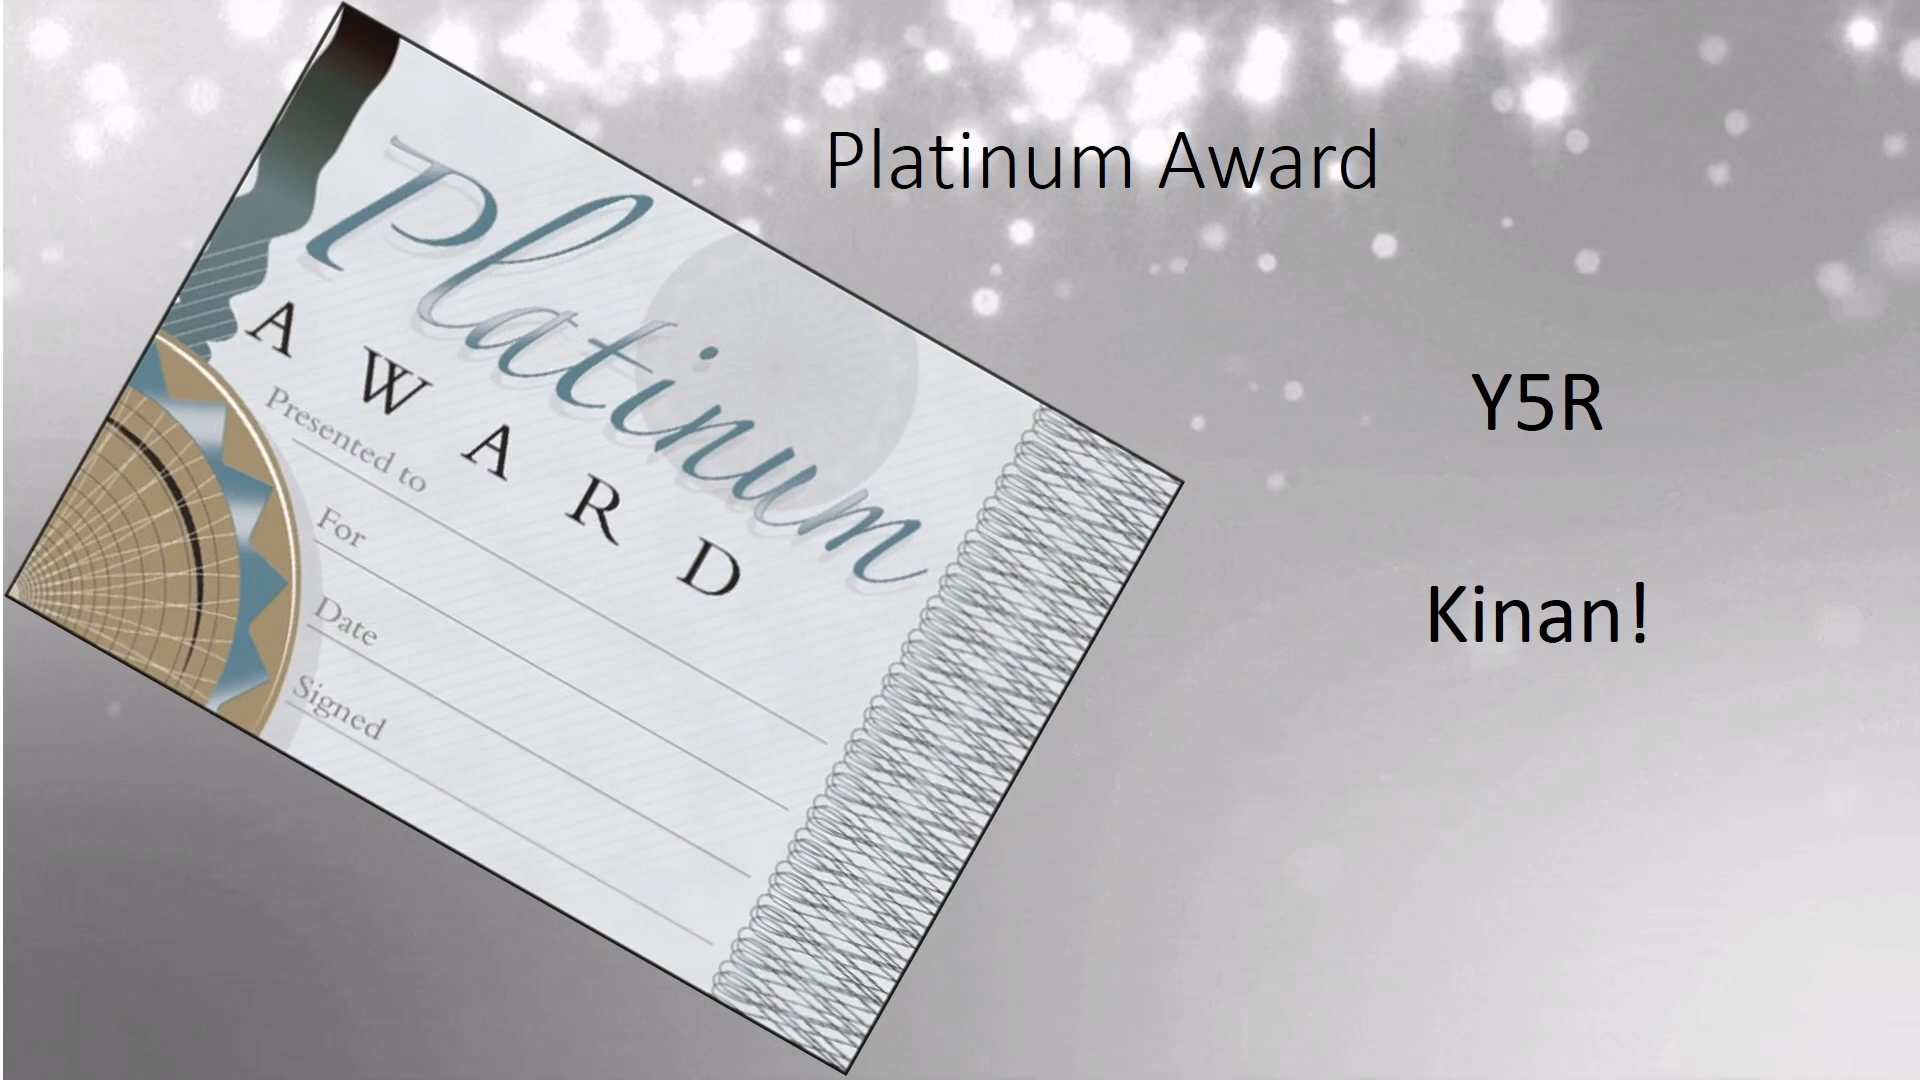 Platinum Award
Platinum
AWARD
Presented to
For
Date
Signed
Y5R
Kinan!